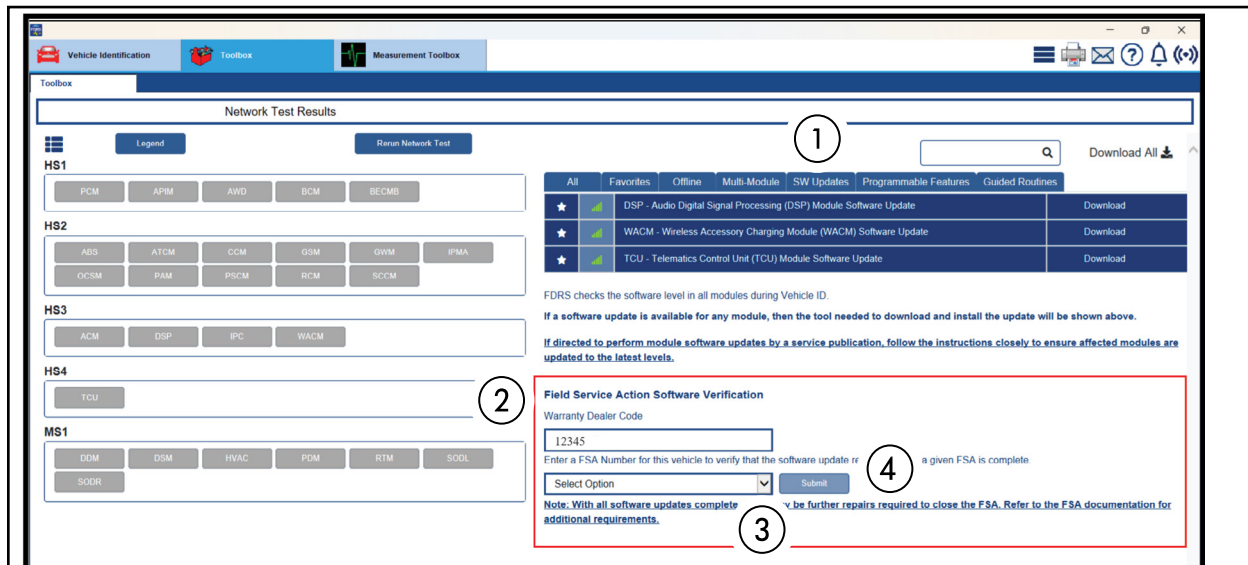 Vehicle Identification
Toolbox
Measurement Toolbox
Toolbox
Network Test Results
1
Legend
Rerun Network Test
Download All
HS1
PCM APIM AWD BCM BECMB
All Favorites Offline Multi-Module SW Updates Programmable Features Guided Routines
DSP - Audio Digital Signal Processing (DSP) Module Software Update Download
WACM - Wireless Accessory Charging Module (WACM) Software Update Download
TCU - Telematics Control Unit (TCU) Module Software Update Download
HS2
ABS ATCM CCM GSM GWM IPMA
OCSM PAM PSCM RCM SCCM
FDRS checks the software level in all modules during Vehicle ID.
If a software update is available for any module, then the tool needed to download and install the update will be shown above.
If directed to perform module software updates by a service publication, follow the instructions closely to ensure affected modules are
updated to the latest levels.
HS3
ACM DSP IPC WACM
HS4
TCU
2
Field Service Action Software Verification
Warranty Dealer Code
12345
Enter a FSA Number for this vehicle to verify that the software update a given FSA is complete
4
Select Option
Submit
Note: With all software updates complete be further repairs required to close the FSA. Refer to the FSA documentation for
additional requirements.
3
MS1
DDM DSM HVAC PDM RTM SODL
SODR